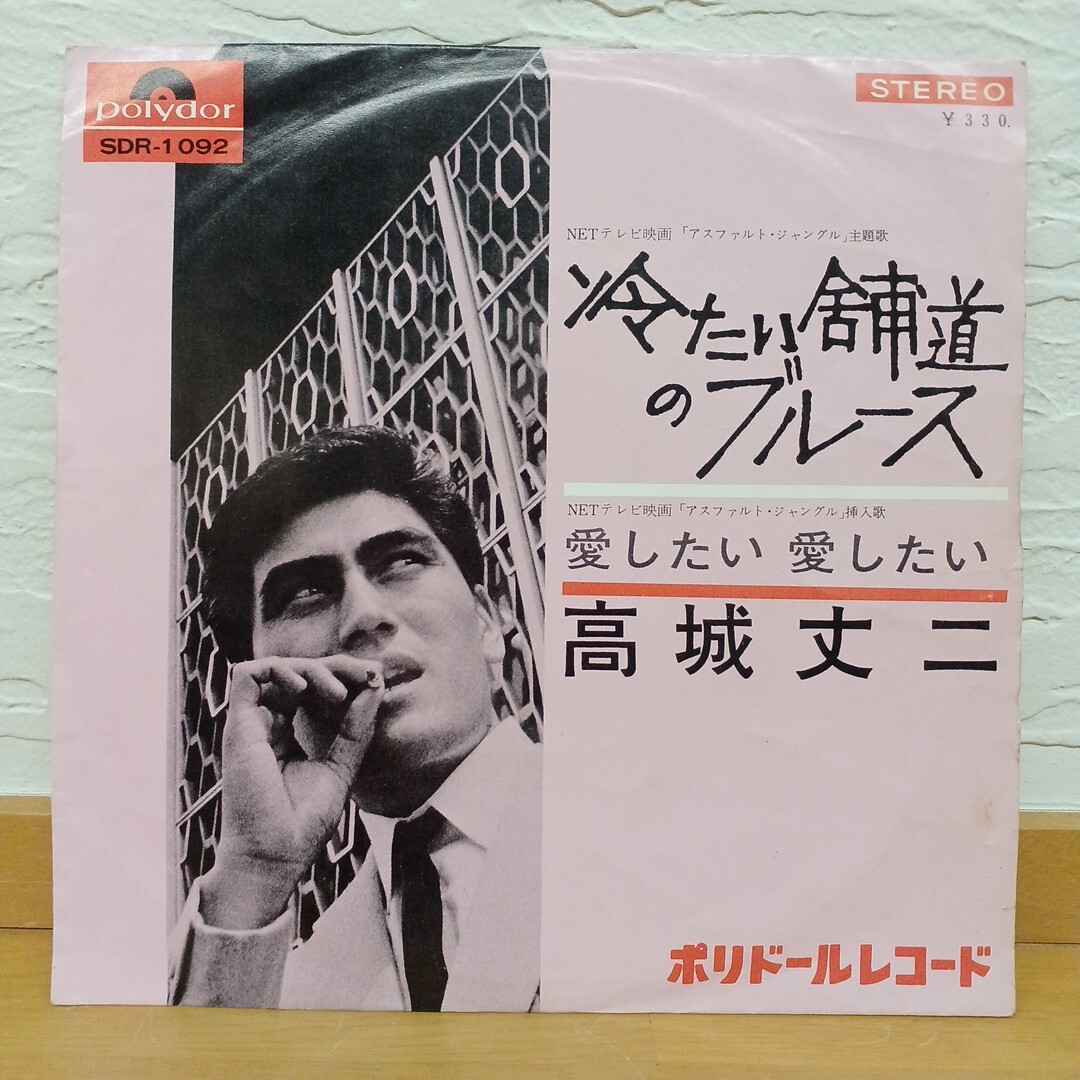 polydor
SDR-1092
STEREO
¥330.
NETテレビ映画「アスファルト・ジャングル」主題歌
冷たい舗道
のブルース
NETテレビ映画「アスファルト・ジャングル」挿入歌
愛したい 愛したい
高城丈二
ポリドールレコード